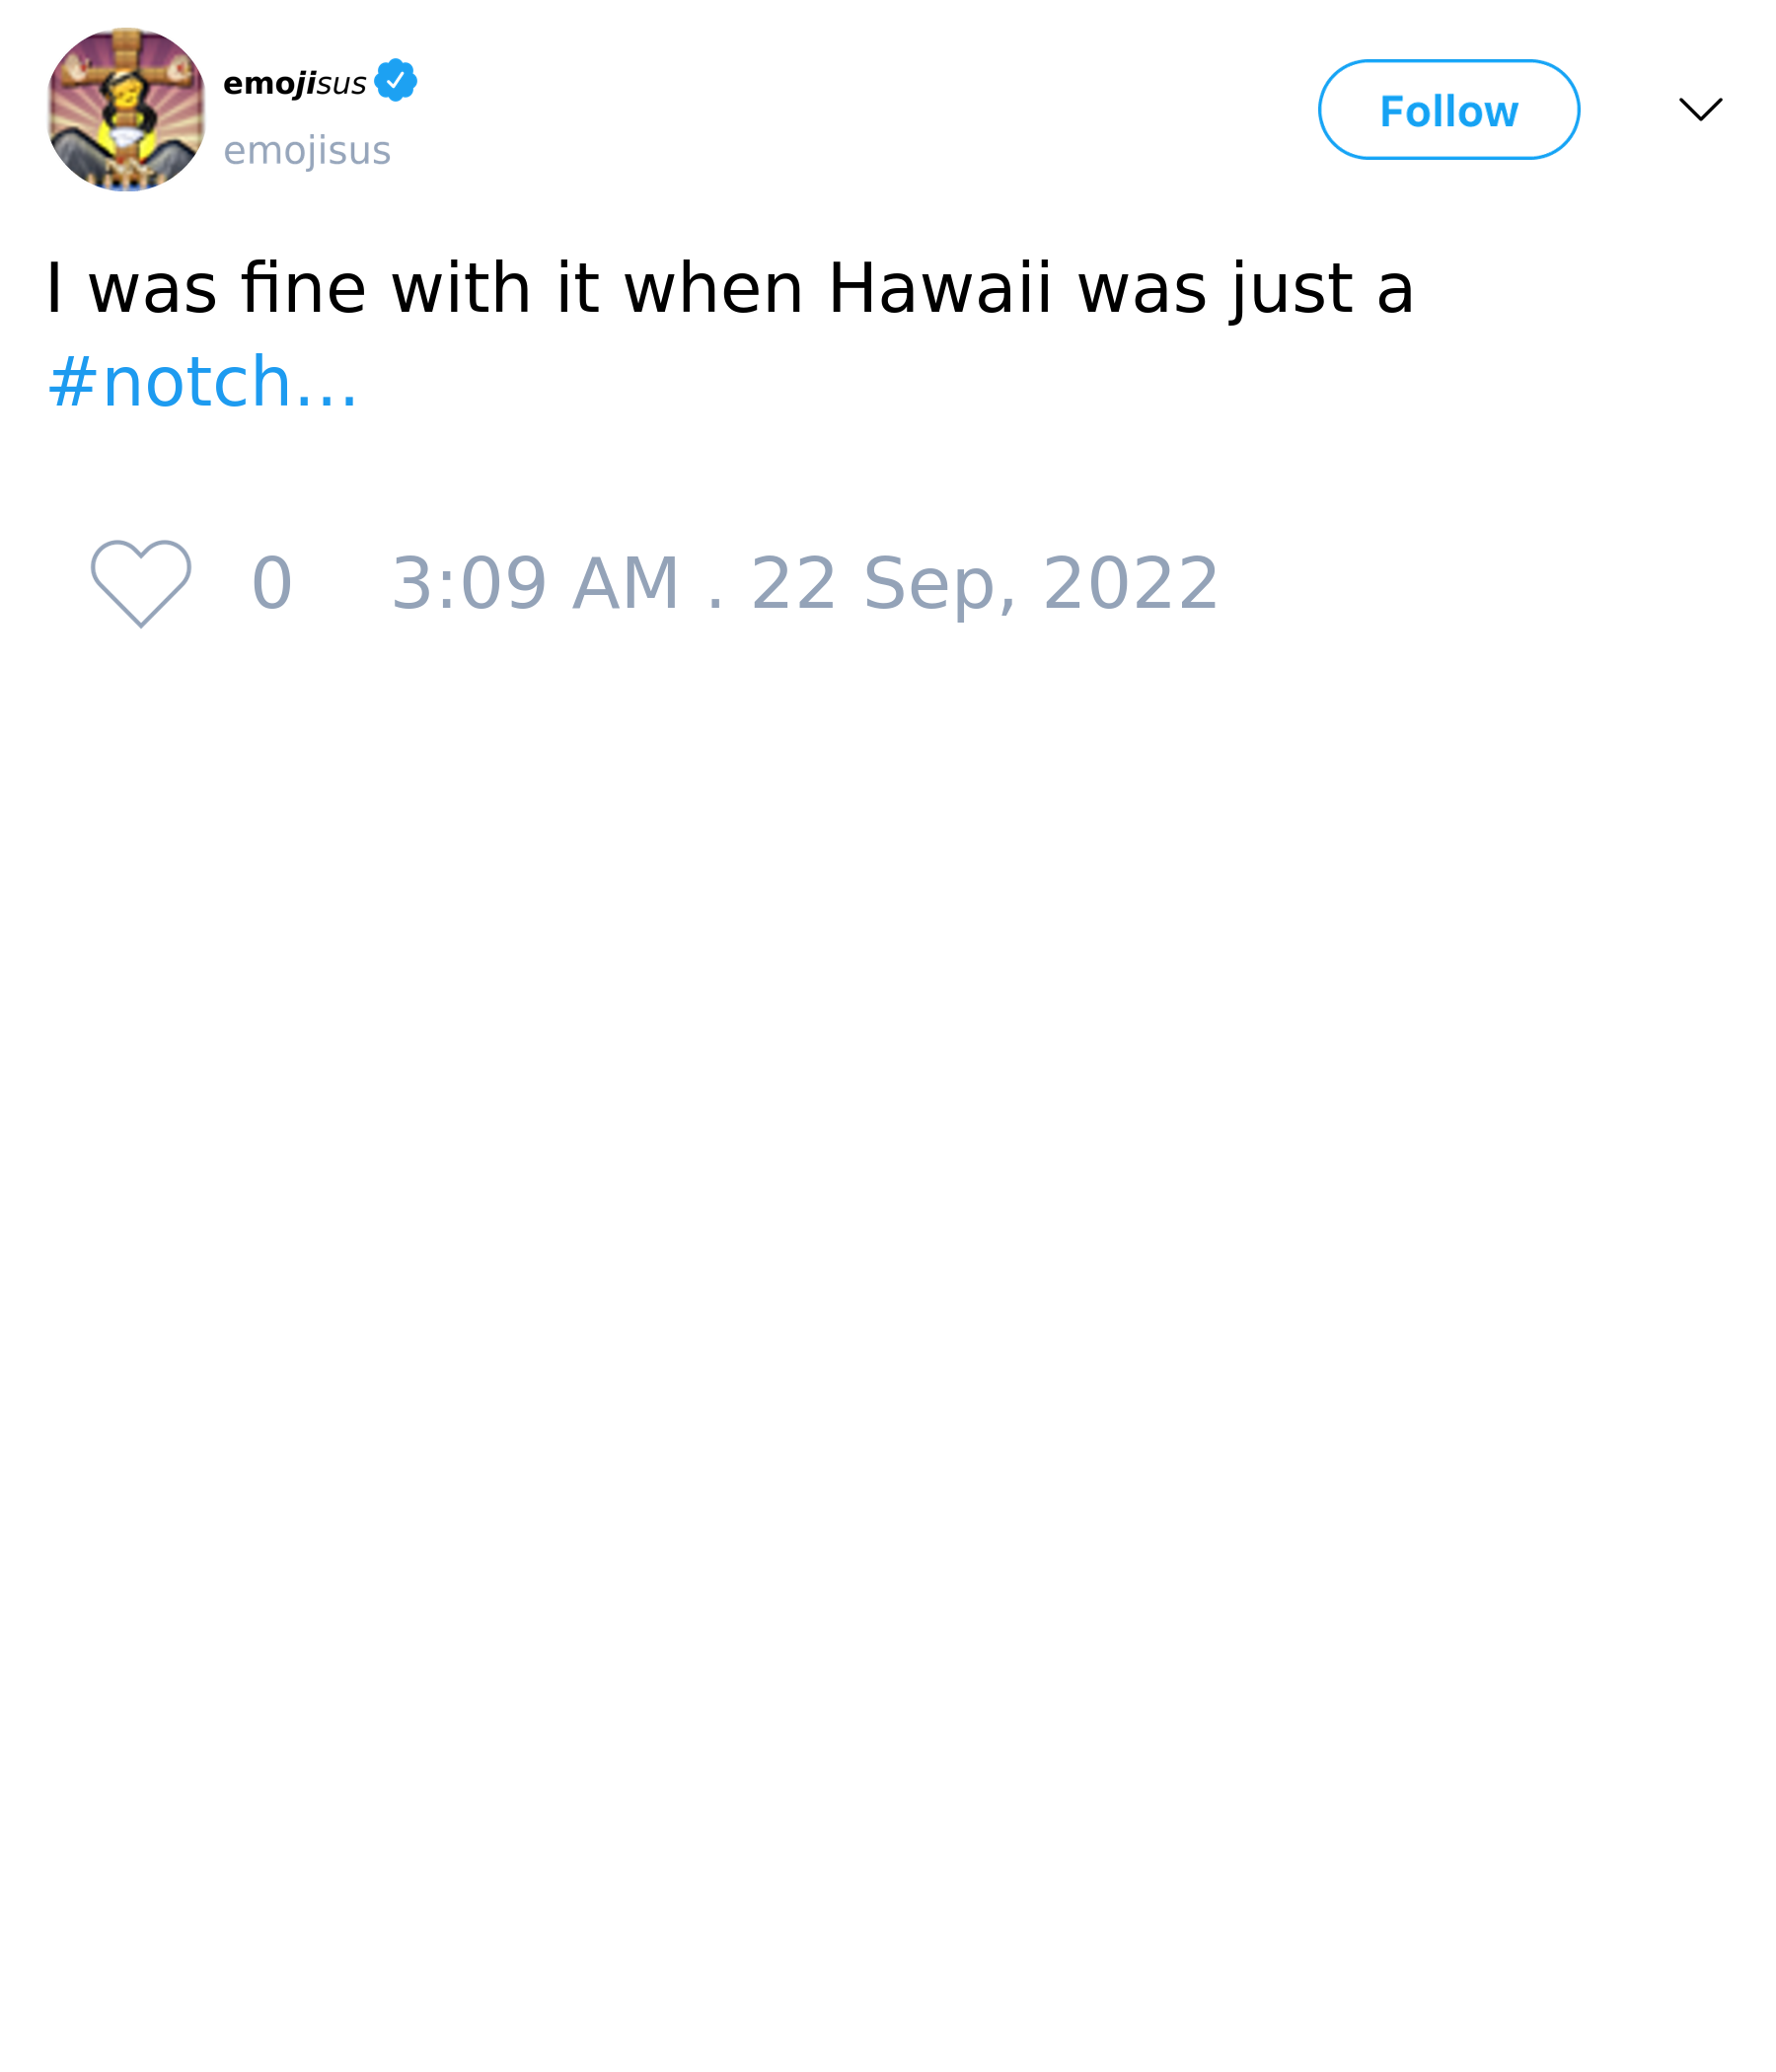 emojisus
emojisus
Follow
I was fine with it when Hawaii was just a
#notch...
0 3:09 AM . 22 Sep, 2022